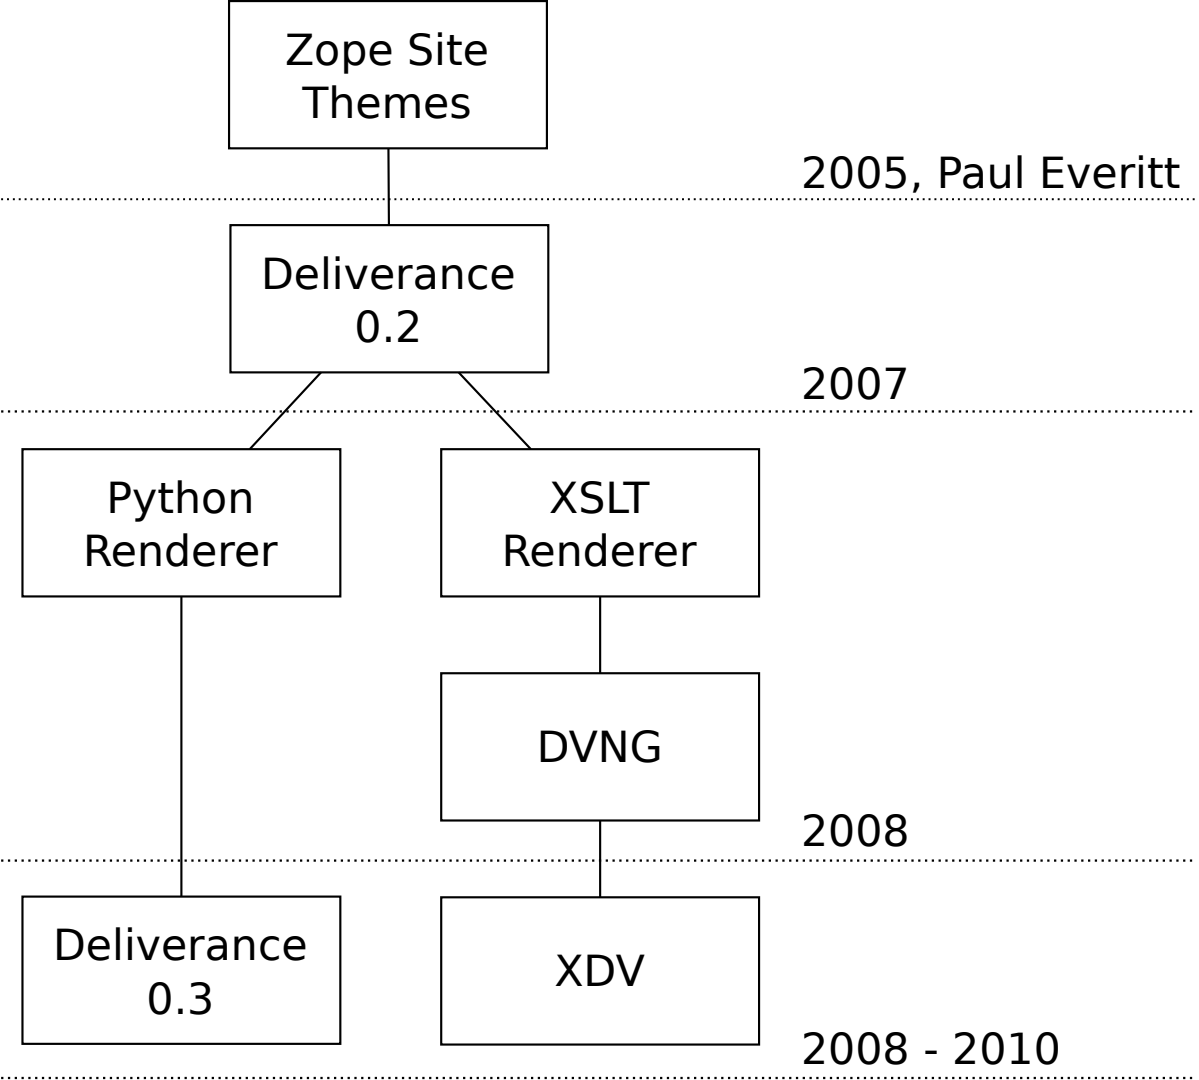 Zope Site
Themes
2005, Paul Everitt
Deliverance
0.2
2007
Python
Renderer
XSLT
Renderer
DVNG
2008
Deliverance
0.3
XDV
2008 - 2010